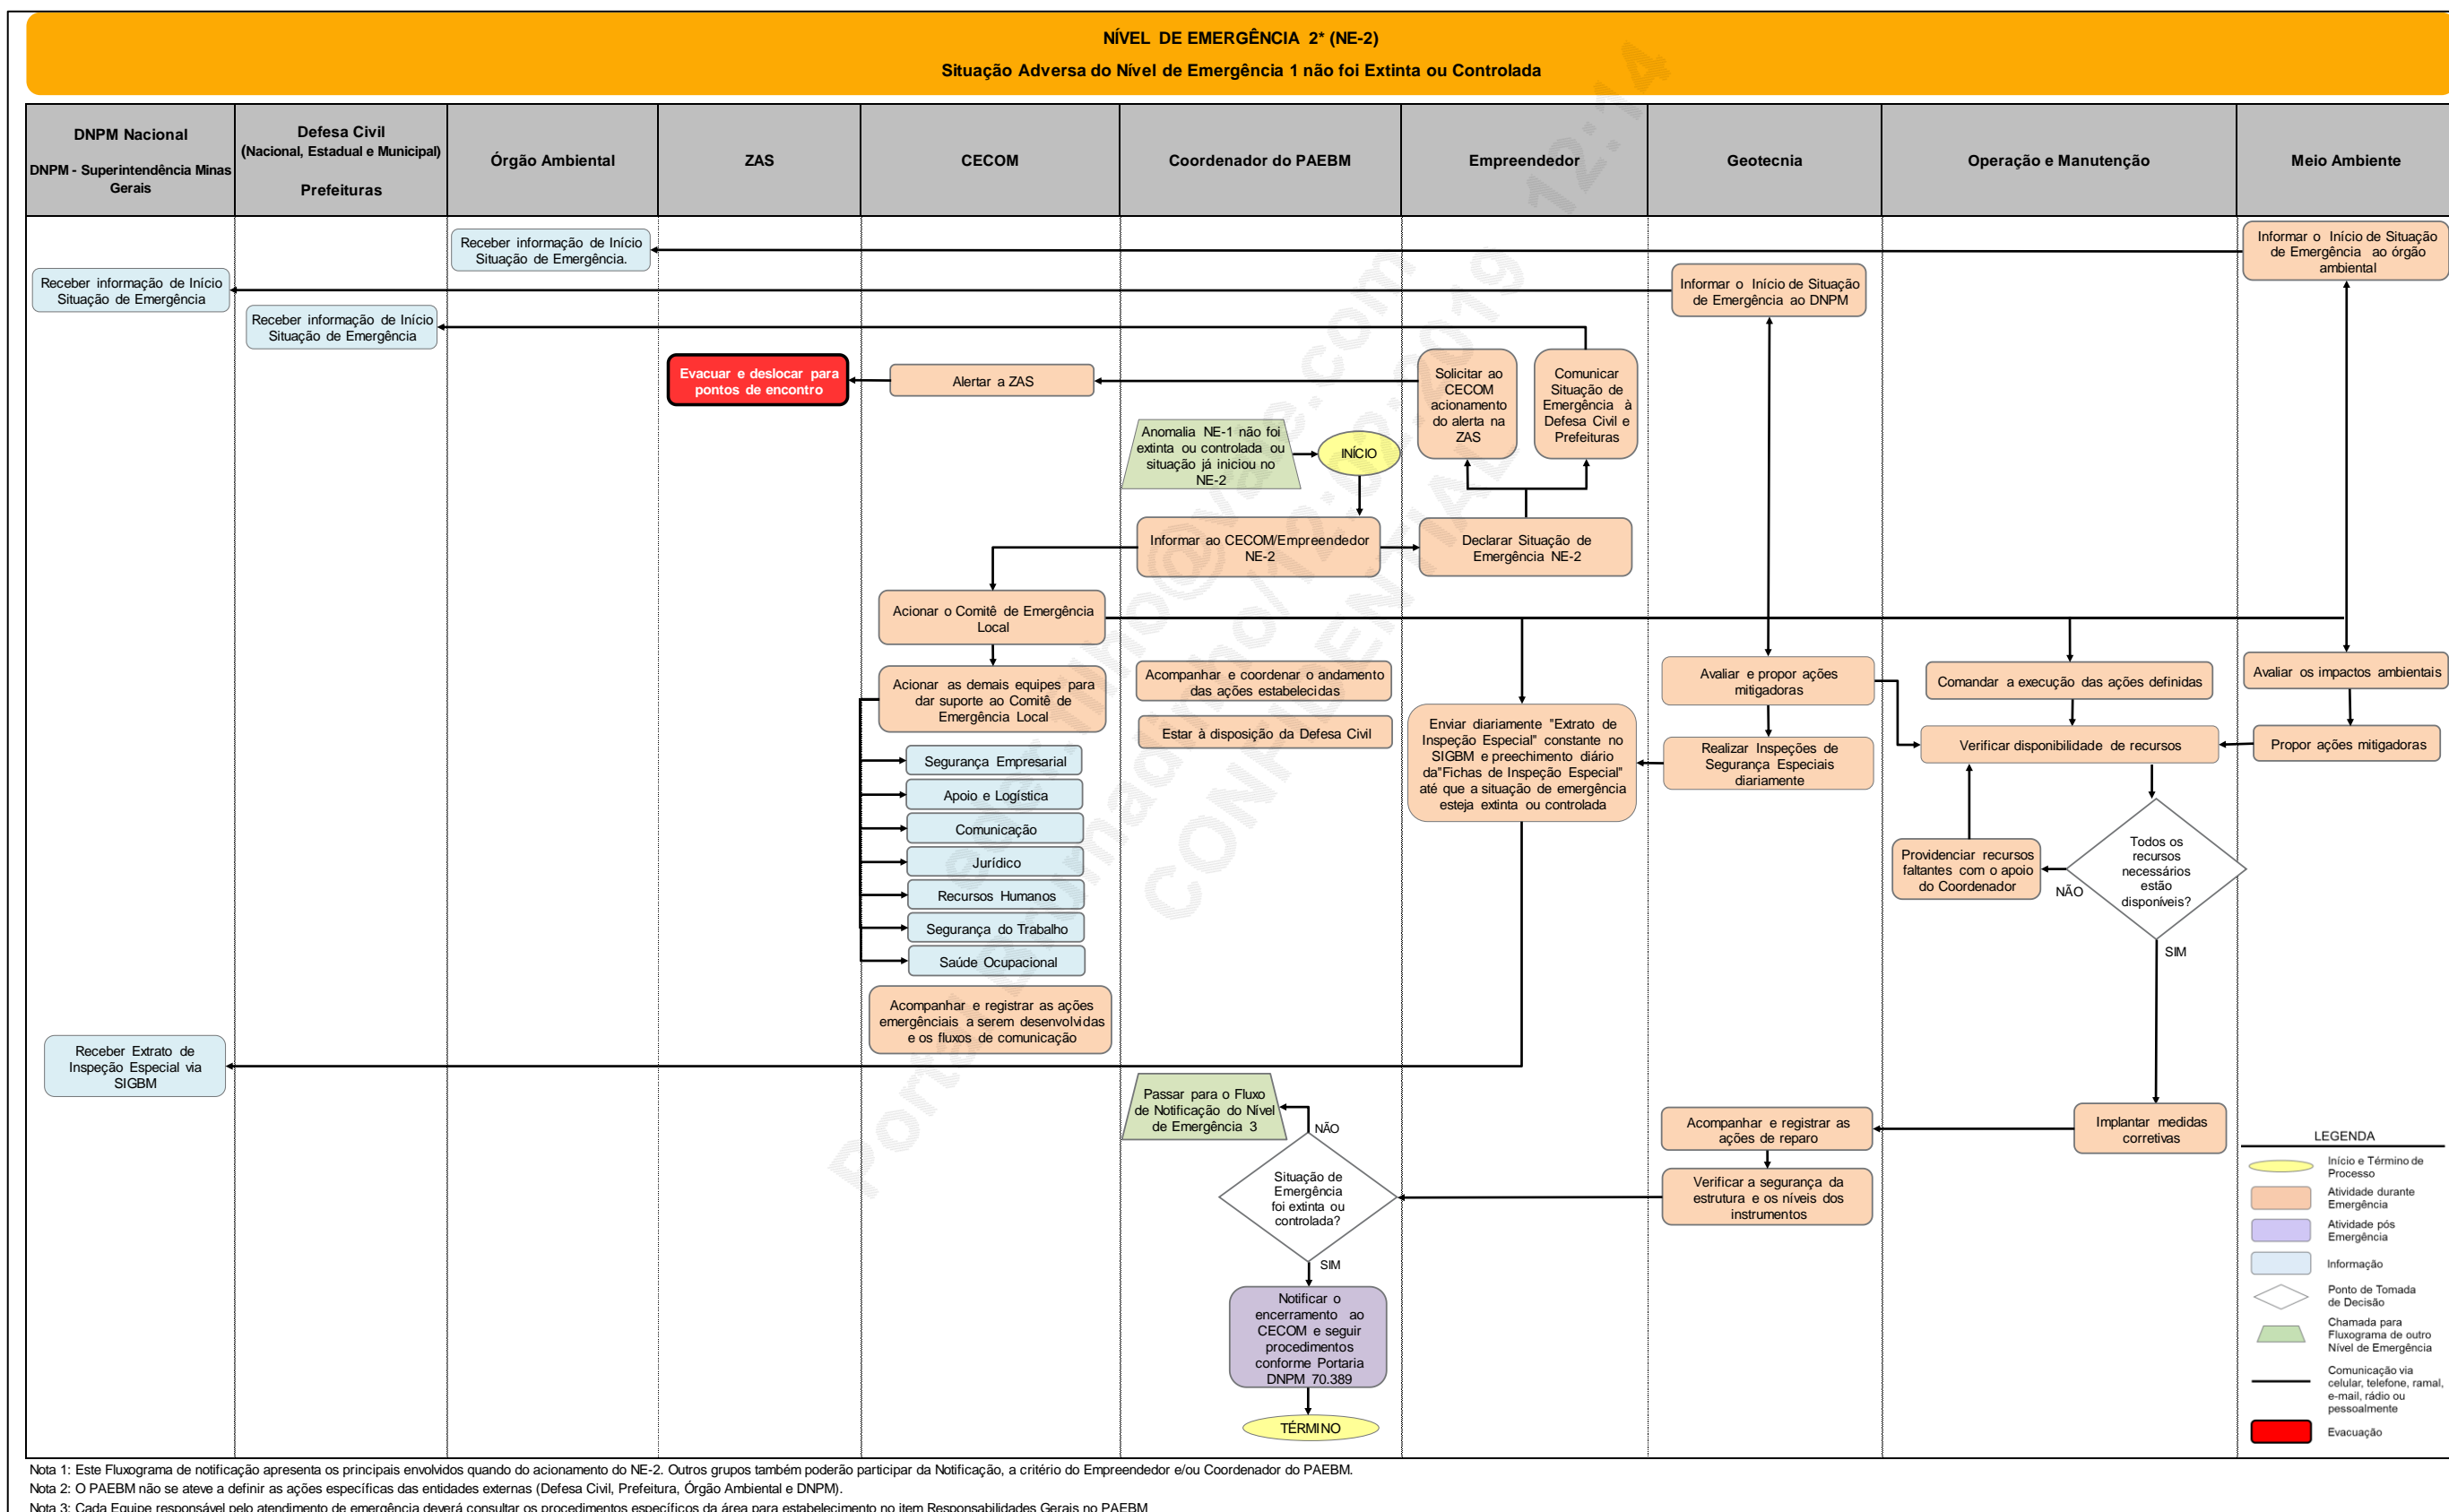 NÍVEL DE EMERGÊNCIA 2* (NE-2)
Situação Adversa do Nível de Emergência 1 não foi Extinta ou Controlada
DNPM Nacional
DNPM - Superintendência Minas
Gerais
Defesa Civil
(Nacional, Estadual e Municipal)
Prefeituras
Órgão Ambiental
ZAS
CECOM
Coordenador do PAEBM
Empreendedor
Geotecnia
Operação e Manutenção
Meio Ambiente
Receber informação de Início
Situação de Emergência.
Informar o Início de Situação
de Emergência ao órgão
ambiental
Receber informação de Início
Situação de Emergência
Informar o Início de Situação
de Emergência ao DNPM
Receber informação de Início
Situação de Emergência
Evacuar e deslocar para
pontos de encontro
Alertar a ZAS
Solicitar ao
CECOM
acionamento
do alerta na
ZAS
Comunicar
Situação de
Emergência à
Defesa Civil e
Prefeituras
Anomalia NE-1 não foi
extinta ou controlada ou
situação já iniciou no
NE-2
INÍCIO
Informar ao CECOM/Empreendedor
NE-2
Declarar Situação de
Emergência NE-2
Acionar o Comitê de Emergência
Local
Acionar as demais equipes para
dar suporte ao Comitê de
Emergência Local
Acompanhar e coordenar o andamento
das ações estabelecidas
Estar à disposição da Defesa Civil
Enviar diariamente "Extrato de
Inspeção Especial" constante no
SIGBM e preechimento diário
da"Fichas de Inspeção Especial"
até que a situação de emergência
esteja extinta ou controlada
Avaliar e propor ações
mitigadoras
Realizar Inspeções de
Segurança Especiais
diariamente
Comandar a execução das ações definidas
Verificar disponibilidade de recursos
Avaliar os impactos ambientais
Propor ações mitigadoras
Segurança Empresarial
Apoio e Logística
Comunicação
Jurídico
Recursos Humanos
Segurança do Trabalho
Saúde Ocupacional
Providenciar recursos
faltantes com o apoio
do Coordenador
NÃO
Todos os
recursos
necessários
estão
disponíveis?
SIM
Acompanhar e registrar as ações
emergênciais a serem desenvolvidas
e os fluxos de comunicação
Receber Extrato de
Inspeção Especial via
SIGBM
Passar para o Fluxo
de Notificação do Nível
de Emergência 3
NÃO
Acompanhar e registrar as
ações de reparo
Implantar medidas
corretivas
Situação de
Emergência
foi extinta ou
controlada?
Verificar a segurança da
estrutura e os níveis dos
instrumentos
SIM
Notificar o
encerramento ao
CECOM e seguir
procedimentos
conforme Portaria
DNPM 70.389
TÉRMINO
LEGENDA
Início e Término de
Processo
Atividade durante
Emergência
Atividade pós
Emergência
Informação
Ponto de Tomada
de Decisão
Chamada para
Fluxograma de outro
Nível de Emergência
Comunicação via
celular, telefone, ramal,
e-mail, rádio ou
pessoalmente
Evacuação
Nota 1: Este Fluxograma de notificação apresenta os principais envolvidos quando do acionamento do NE-2. Outros grupos também poderão participar da Notificação, a critério do Empreendedor e/ou Coordenador do PAEBM.
Nota 2: O PAEBM não se ateve a definir as ações específicas das entidades externas (Defesa Civil, Prefeitura, Órgão Ambiental e DNPM).
Nota 3: Cada Equipe responsável pelo atendimento de emergência deverá consultar os procedimentos específicos da área para estabelecimento no item Responsabilidades Gerais no PAEBM
CONFIDENTIAL